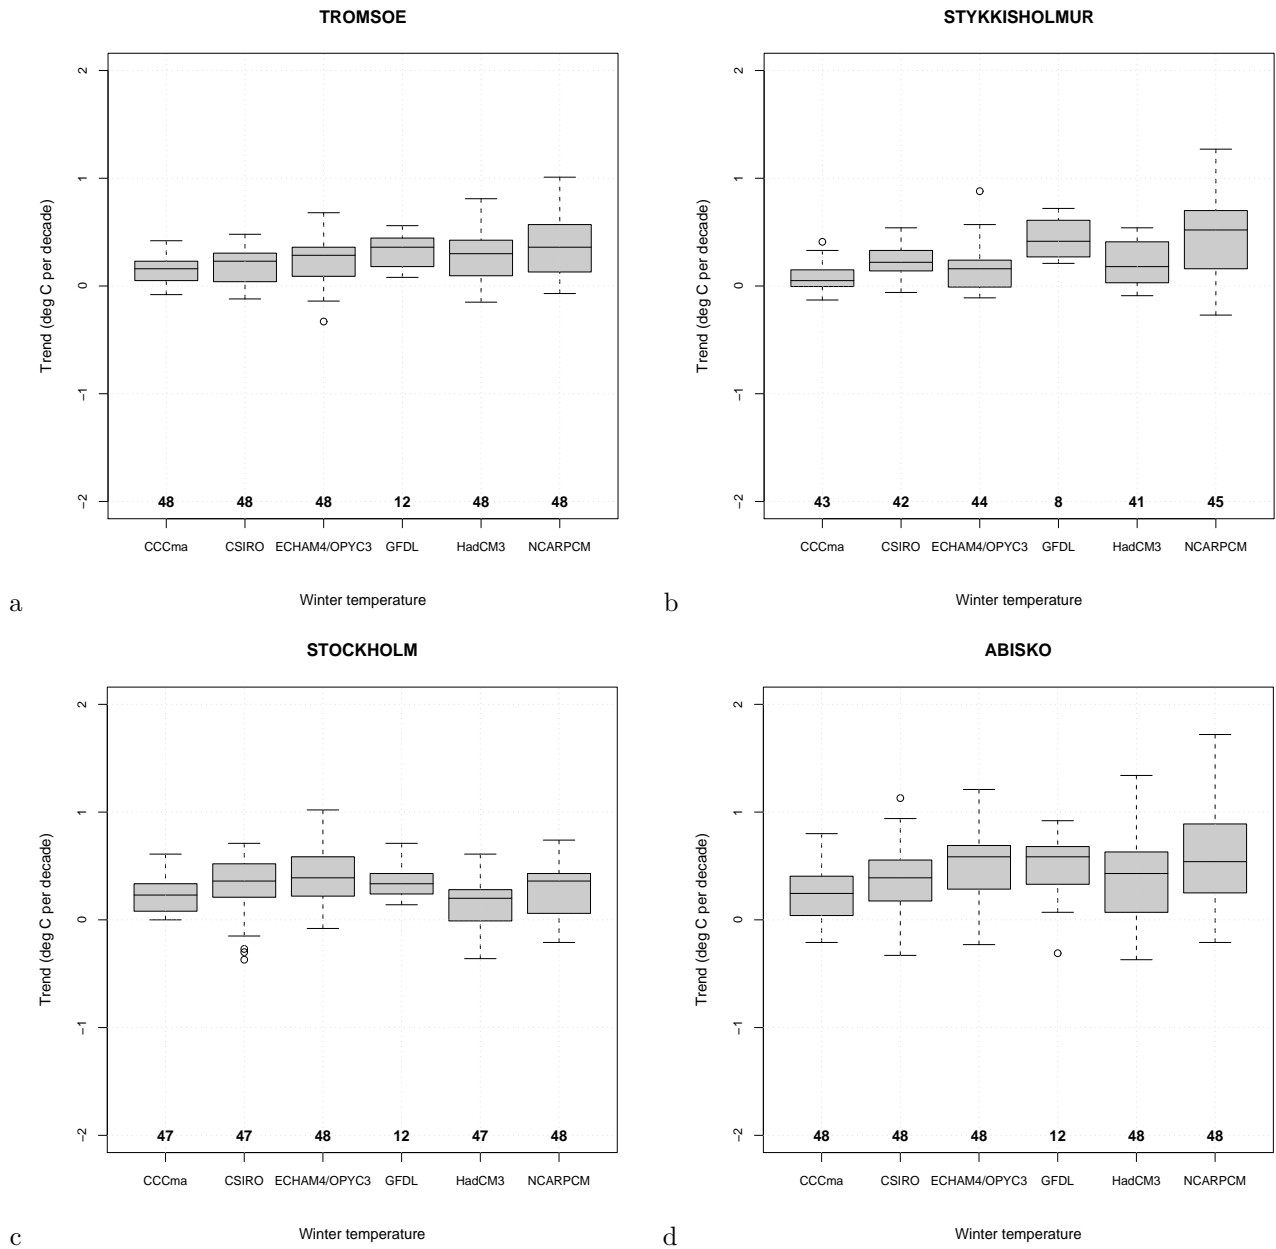 TROMSOE
Trend (deg C per decade)
2
1
0
−1
−2
48 48 48 12 48 48
CCCma CSIRO ECHAM4/OPYC3 GFDL HadCM3 NCARPCM
Winter temperature
a
STYKKISHOLMUR
Trend (deg C per decade)
2
1
0
−1
−2
43 42 44 8 41 45
CCCma CSIRO ECHAM4/OPYC3 GFDL HadCM3 NCARPCM
Winter temperature
b
STOCKHOLM
Trend (deg C per decade)
2
1
0
−1
−2
47 47 48 12 47 48
CCCma CSIRO ECHAM4/OPYC3 GFDL HadCM3 NCARPCM
Winter temperature
c
ABISKO
Trend (deg C per decade)
2
1
0
−1
−2
48 48 48 12 48 48
CCCma CSIRO ECHAM4/OPYC3 GFDL HadCM3 NCARPCM
Winter temperature
d